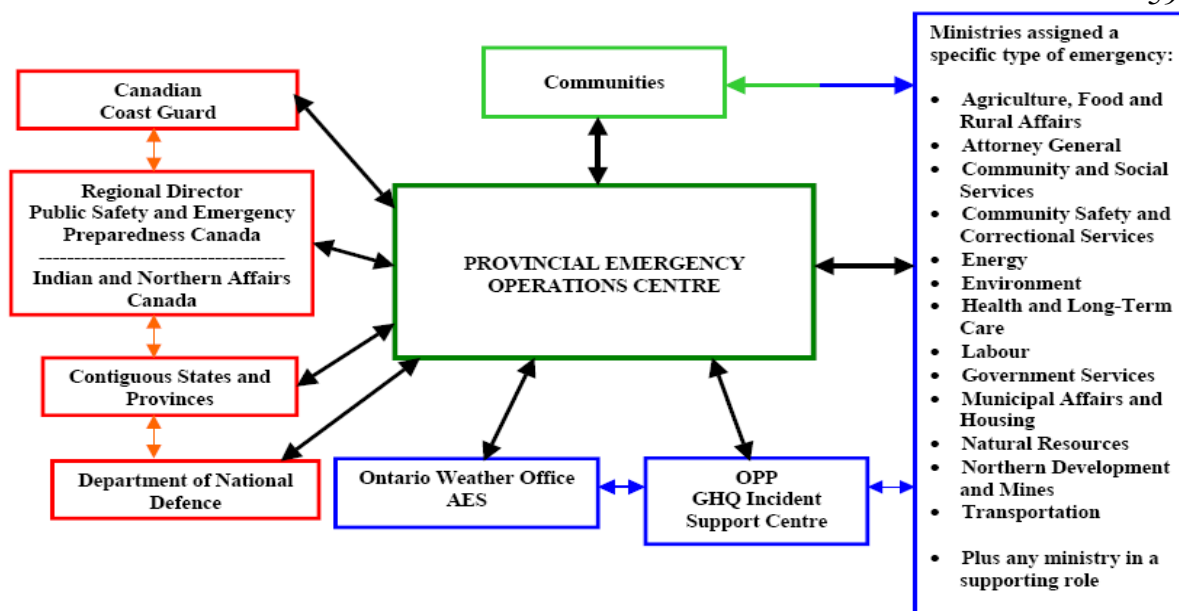 59
Canadian
Coast Guard
Regional Director
Public Safety and Emergency
Preparedness Canada
-----------------------------------
Indian and Northern Affairs
Canada
Contiguous States and
Provinces
Department of National
Defence
Communities
PROVINCIAL EMERGENCY
OPERATIONS CENTRE
Ontario Weather Office
AES
OPP
GHQ Incident
Support Centre
Ministries assigned a
specific type of emergency:
• Agriculture, Food and
Rural Affairs
• Attorney General
• Community and Social
Services
• Community Safety and
Correctional Services
• Energy
• Environment
• Health and Long-Term
Care
• Labour
• Government Services
• Municipal Affairs and
Housing
• Natural Resources
• Northern Development
and Mines
• Transportation
• Plus any ministry in a
supporting role